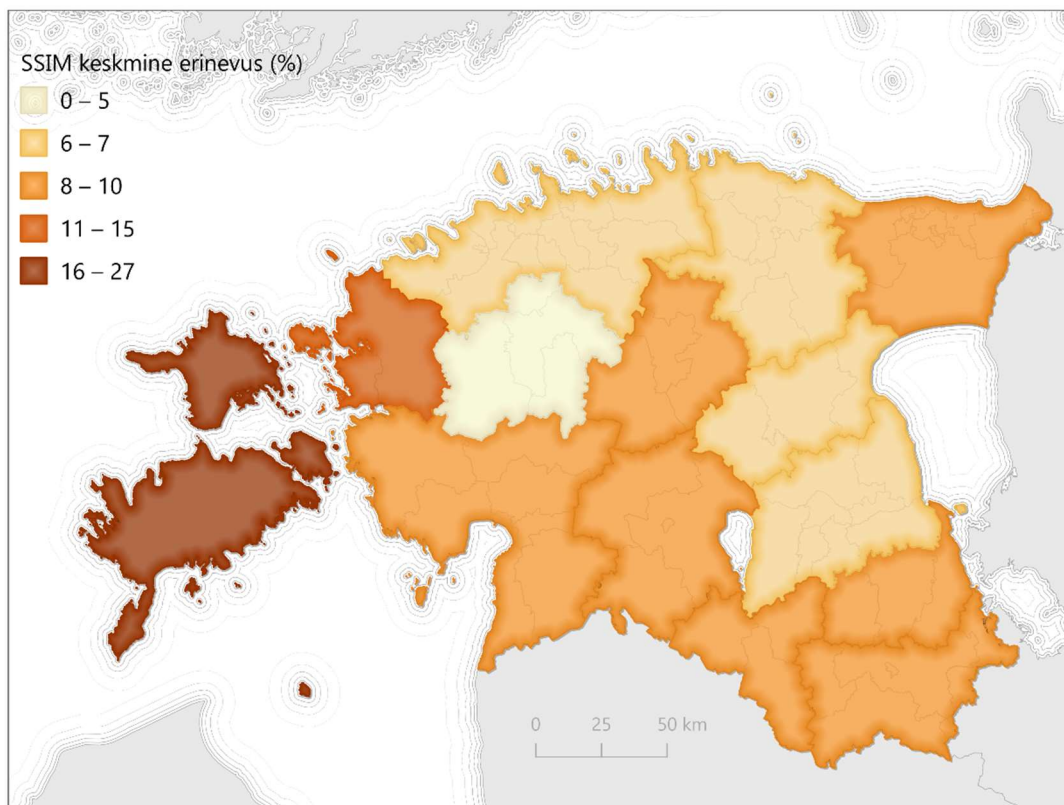 SSIM keskmine erinevus (%)
0 – 5
6 – 7
8 – 10
11 – 15
16 – 27
0 25 50 km